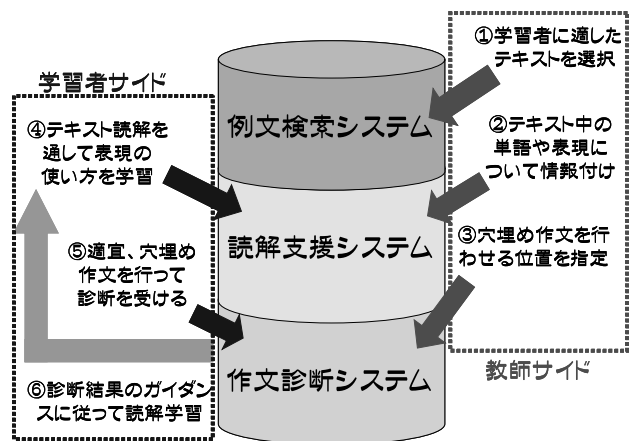 ①学習者に適した
テキストを選択
学習者サイド
④テキスト読解を
通して表現の
使い方を学習
例文検索システム
②テキスト中の
単語や表現に
ついて情報付け
⑤適宜、穴埋め
作文を行って
診断を受ける
読解支援システム
③穴埋め作文を行
わせる位置を指定
⑥診断結果のガイダン
スに従って読解学習
作文診断システム
教師サイド